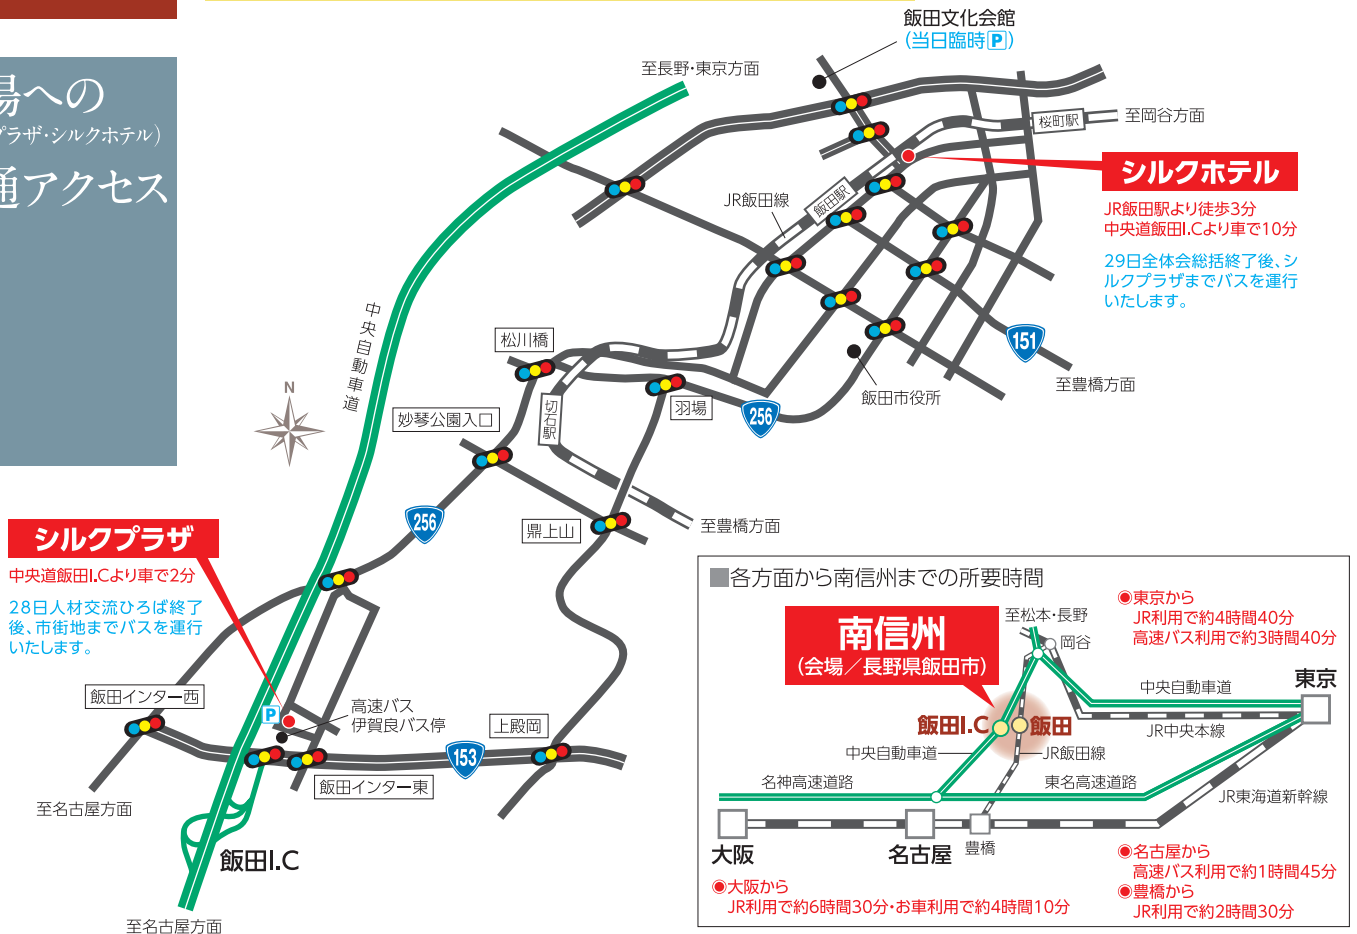 場への
プラザ・シルクホテル)
通アクセス
飯田文化会館
(当日臨時P)
至長野・東京方面
桜町駅
至岡谷方面
シルクホテル
JR飯田駅より徒歩3分
中央道飯田I.Cより車で10分
29日全体会総括終了後、シ
ルクプラザまでバスを運行
いたします。
JR飯田線
飯田駅
中央自動車道
松川橋
151
至豊橋方面
飯田市役所
N
妙琴公園入口
切石駅
羽場
256
256
鼎上山
至豊橋方面
シルクプラザ
中央道飯田I.Cより車で2分
28日人材交流ひろば終了
後、市街地までバスを運行
いたします。
飯田インター西
P
高速バス
伊賀良バス停
上殿岡
153
飯田インター東
至名古屋方面
飯田I.C
至名古屋方面
■各方面から南信州までの所要時間
南信州
(会場／長野県飯田市)
至松本・長野
岡谷
◉東京から
JR利用で約4時間40分
高速バス利用で約3時間40分
中央自動車道
東京
JR中央本線
飯田I.C
飯田
中央自動車道
JR飯田線
名神高速道路
東名高速道路
JR東海道新幹線
大阪
名古屋
豊橋
◉名古屋から
高速バス利用で約1時間45分
◉豊橋から
JR利用で約2時間30分
◉大阪から
JR利用で約6時間30分・お車利用で約4時間10分